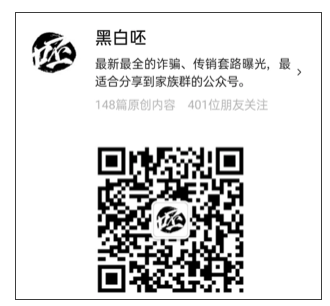 黑白呸
最新最全的诈骗、传销套路曝光，最
适合分享到家族群的公众号。
148篇原创内容 401位朋友关注
呸
呸